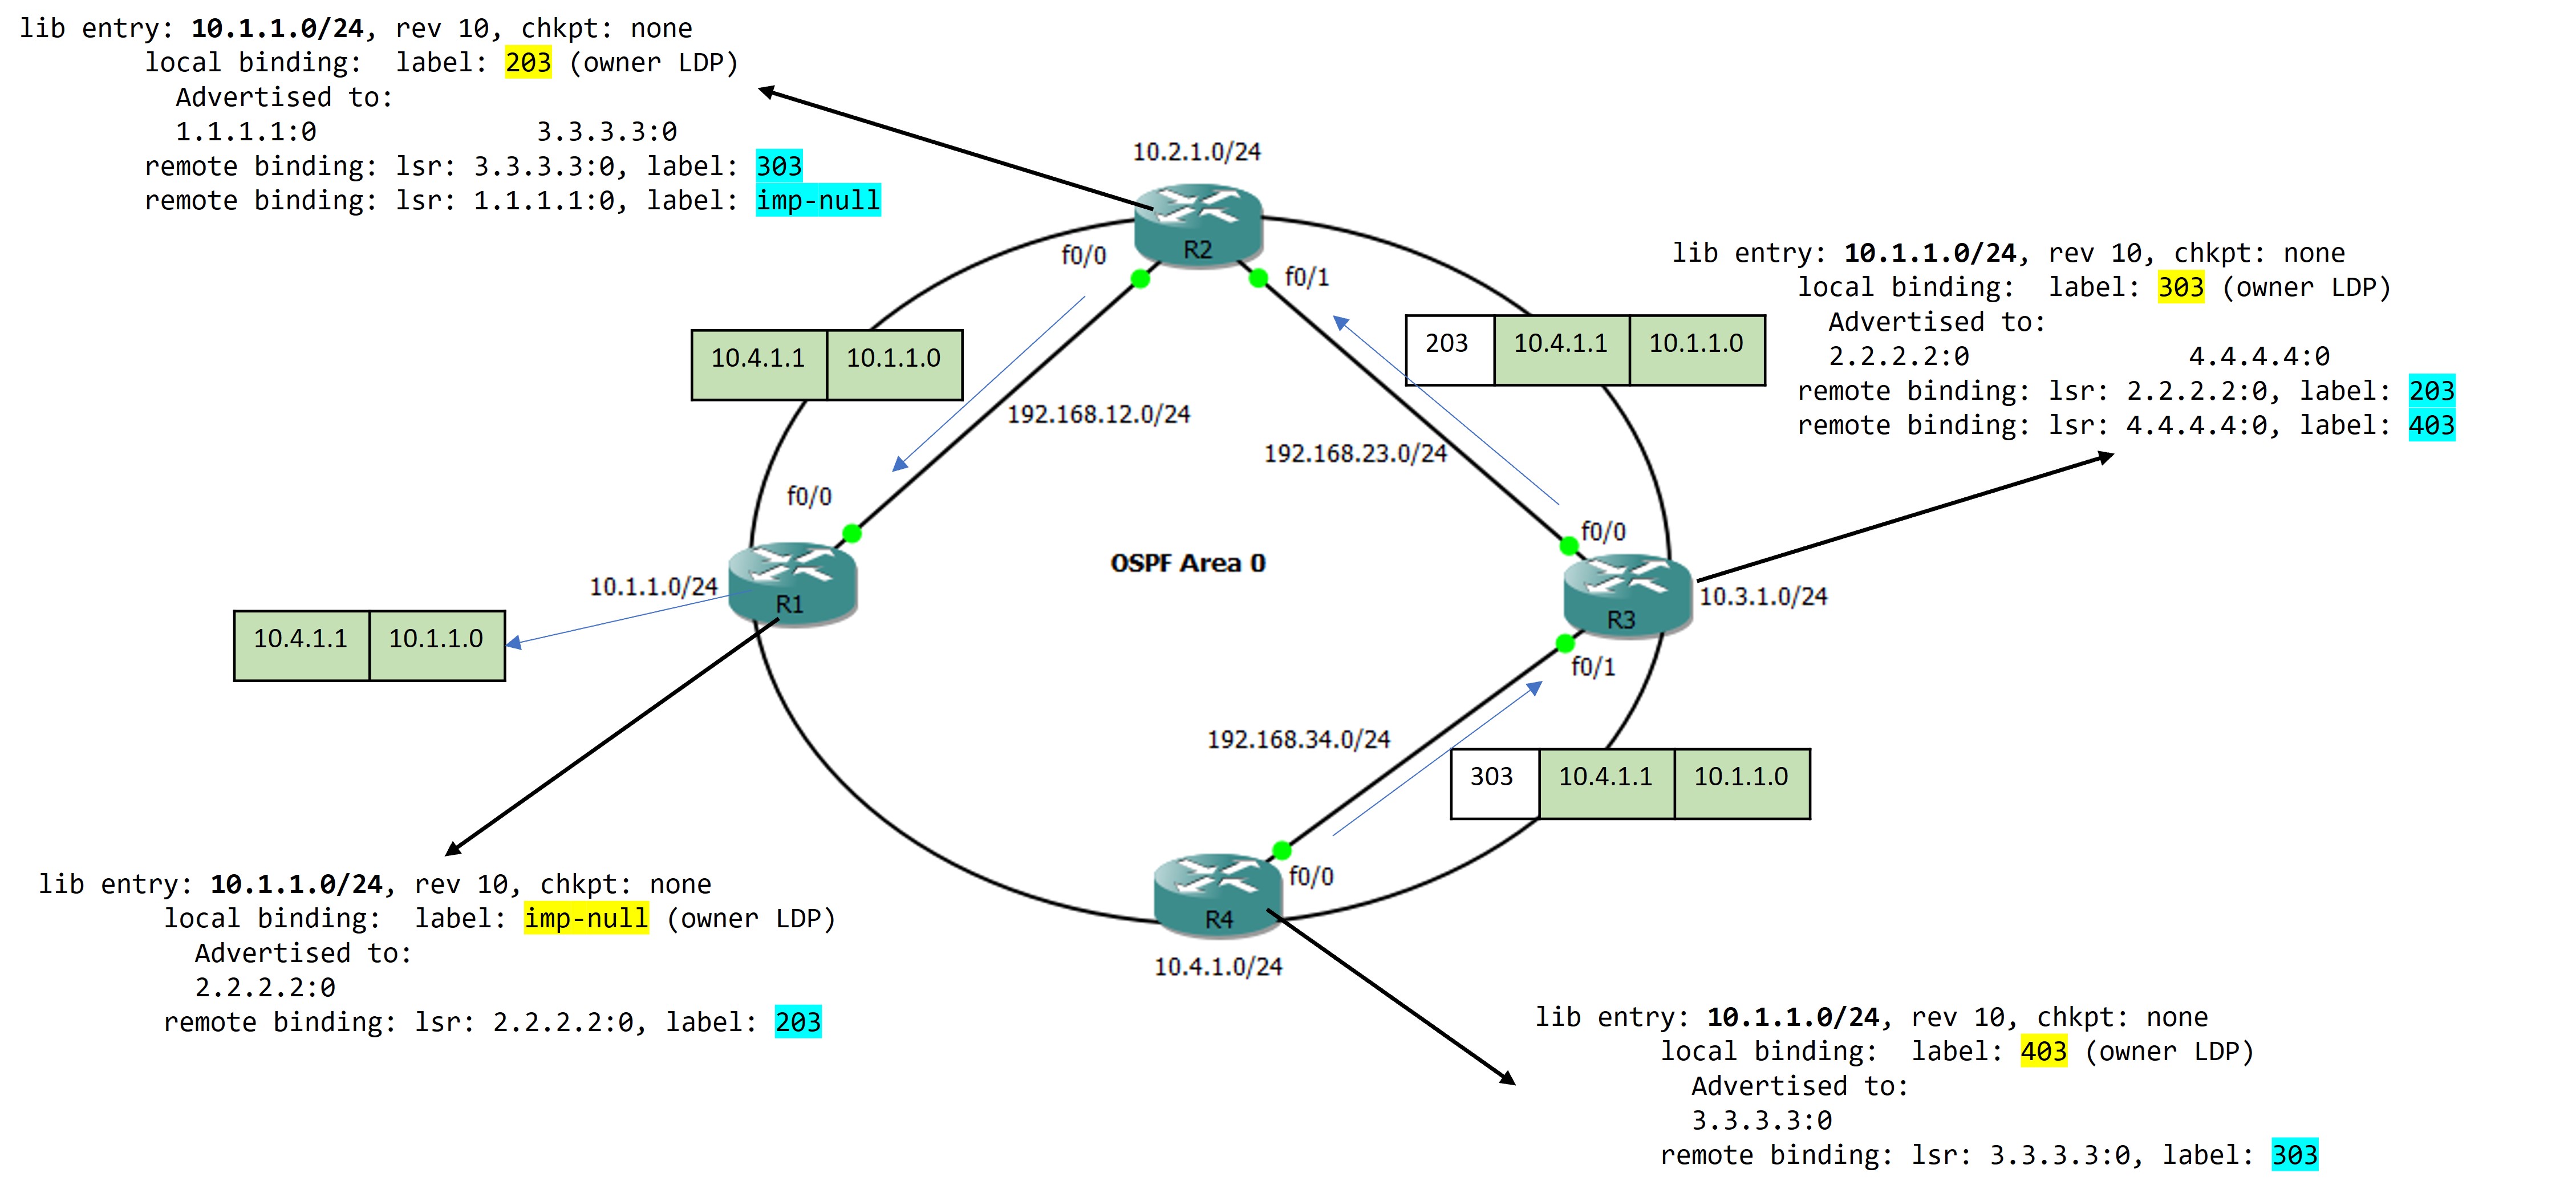 lib entry: 10.1.1.0/24, rev 10, chkpt: none
local binding:  label: 203 (owner LDP)
Advertised to:
1.1.1.1:0              3.3.3.3:0
remote binding: lsr: 3.3.3.3:0, label: 303
remote binding: lsr: 1.1.1.1:0, label: imp-null
10.2.1.0/24
R2
f0/0
f0/1
lib entry: 10.1.1.0/24, rev 10, chkpt: none
local binding:  label: 303 (owner LDP)
Advertised to:
2.2.2.2:0              4.4.4.4:0
remote binding: lsr: 2.2.2.2:0, label: 203
remote binding: lsr: 4.4.4.4:0, label: 403
10.4.1.1 10.1.1.0
203 10.4.1.1 10.1.1.0
192.168.12.0/24
192.168.23.0/24
f0/0
f0/0
OSPF Area 0
10.1.1.0/24
R1
10.3.1.0/24
R3
10.4.1.1 10.1.1.0
f0/1
192.168.34.0/24
303 10.4.1.1 10.1.1.0
f0/0
R4
10.4.1.0/24
lib entry: 10.1.1.0/24, rev 10, chkpt: none
local binding:  label: imp-null (owner LDP)
Advertised to:
2.2.2.2:0
remote binding: lsr: 2.2.2.2:0, label: 203
lib entry: 10.1.1.0/24, rev 10, chkpt: none
local binding:  label: 403 (owner LDP)
Advertised to:
3.3.3.3:0
remote binding: lsr: 3.3.3.3:0, label: 303